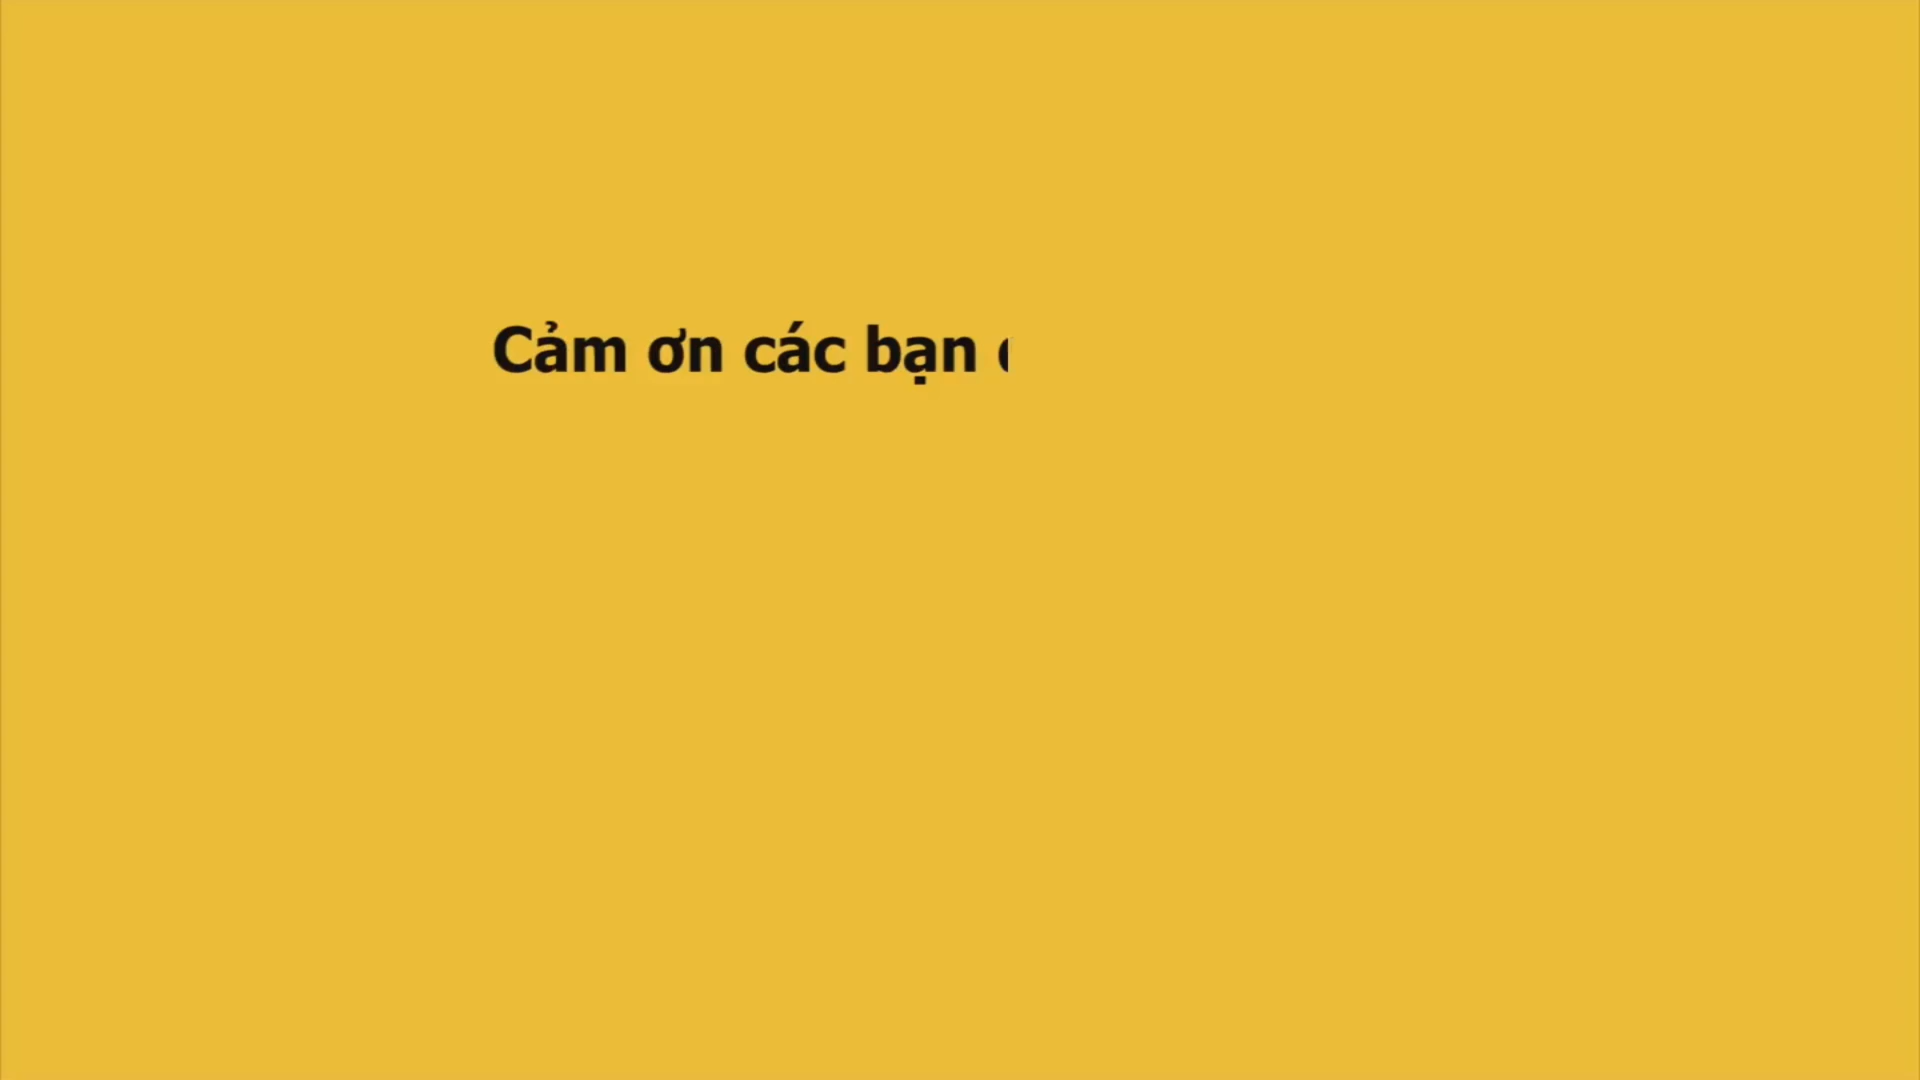 Cảm ơn các bạn